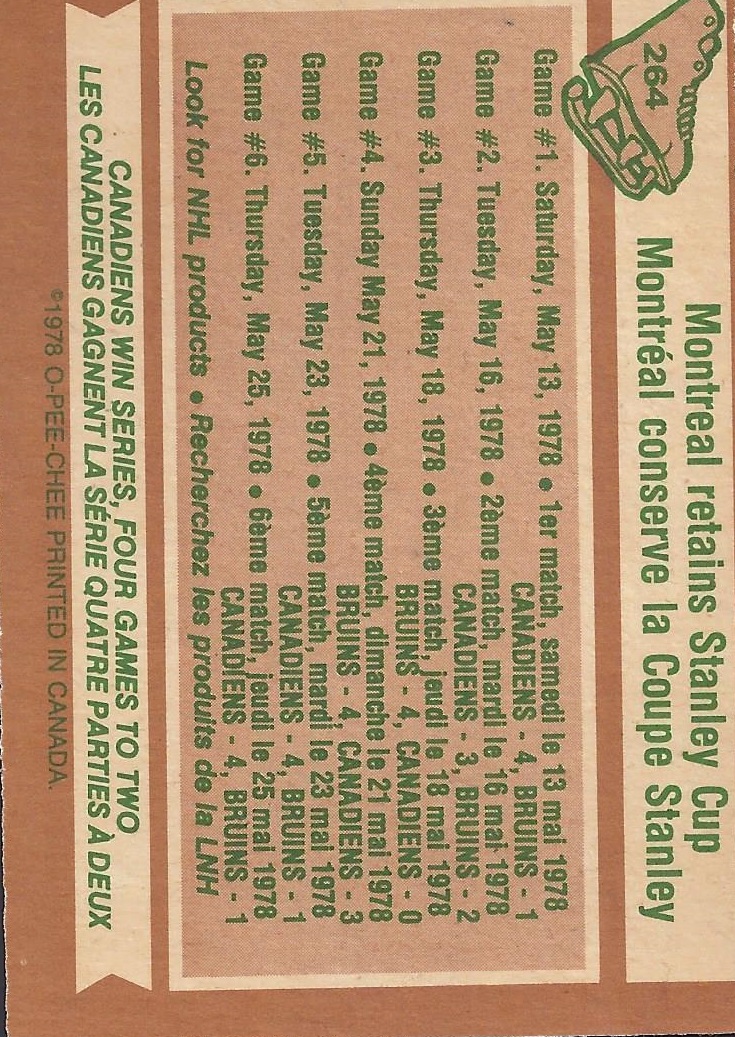 264
Montreal retains Stanley Cup
Montréal conserve la Coupe Stanley
Game #1. Saturday, May 13, 1978 • 1er match, samedi le 13 mai 1978
CANADIENS - 4, BRUINS - 1
Game #2. Tuesday, May 16, 1978 • 2ème match, mardi le 16 mai 1978
CANADIENS - 3, BRUINS - 2
Game #3. Thursday, May 18, 1978 • 3ème match, jeudi le 18 mai 1978
BRUINS - 4, CANADIENS - 0
Game #4. Sunday May 21, 1978 • 4ème match, dimanche le 21 mai 1978
BRUINS - 4, CANADIENS - 3
Game #5. Tuesday, May 23, 1978 • 5ème match, mardi le 23 mai 1978
CANADIENS - 4, BRUINS - 1
Game #6. Thursday, May 25, 1978 • 6ème match, jeudi le 25 mai 1978
CANADIENS - 4, BRUINS - 1
Look for NHL products • Recherchez les produits de la LNH
CANADIENS WIN SERIES, FOUR GAMES TO TWO
LES CANADIENS GAGNENT LA SÉRIE QUATRE PARTIES À DEUX
©1978 O-PEE-CHEE PRINTED IN CANADA.